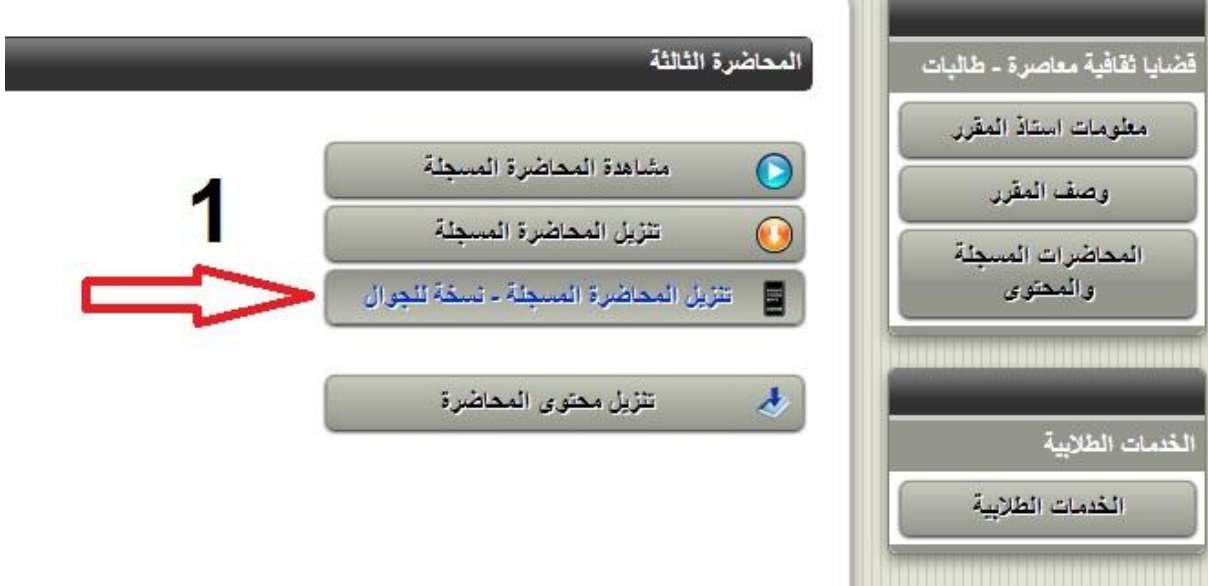 قضايا ثقافية معاصرة - طالبات
معلومات استاذ المقرر
وصف المقرر
المحاضرات المسجلة
والمحتوى
الخدمات الطلابية
الخدمات الطلابية
المحاضرة الثالثة
مشاهدة المحاضرة المسجلة
تنزيل المحاضرة المسجلة
تنزيل المحاضرة المسجلة - نسخة للجوال
1
تنزيل محتوى المحاضرة